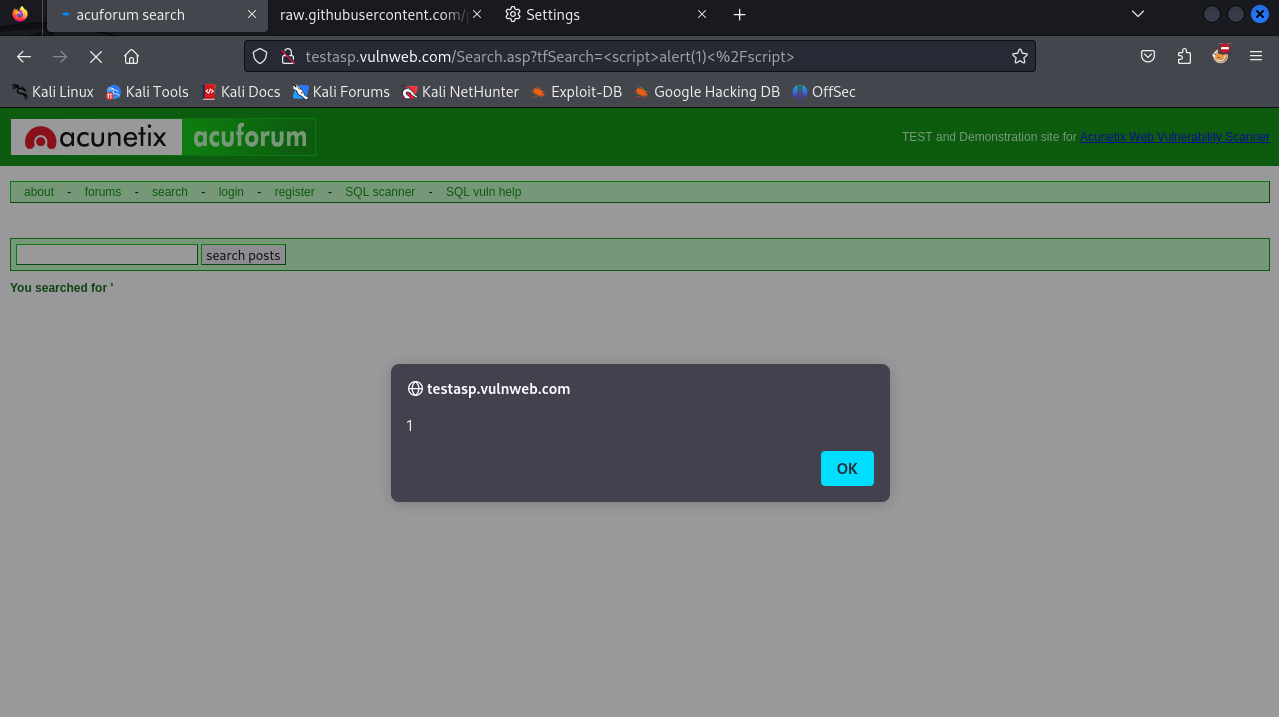 acuforum search
raw.githubusercontent.com/
Settings
testasp.vulnweb.com/Search.asp?tfSearch=<script>alert(1)<%2Fscript>
Kali Linux Kali Tools Kali Docs Kali Forums Kali NetHunter Exploit-DB Google Hacking DB OffSec
acunetix acuforum
TEST and Demonstration site for Acunetix Web Vulnerability Scanner
about - forums - search - login - register - SQL scanner - SQL vuln help
search posts
You searched for '
testasp.vulnweb.com
1
OK